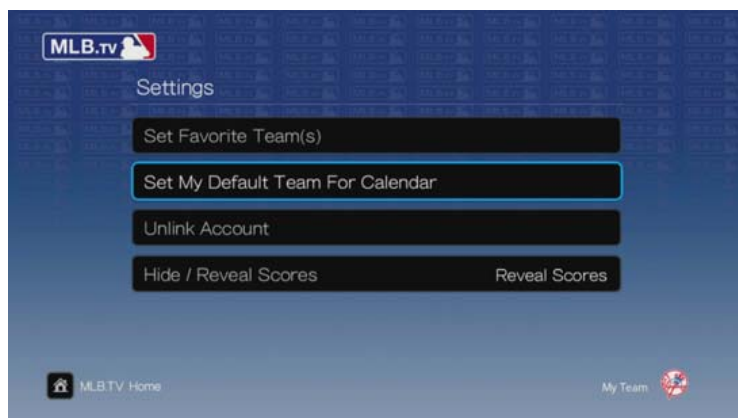 MLB.TV
Settings
Set Favorite Team(s)
Set My Default Team For Calendar
Unlink Account
Hide / Reveal Scores Reveal Scores
MLB.TV Home
My Team